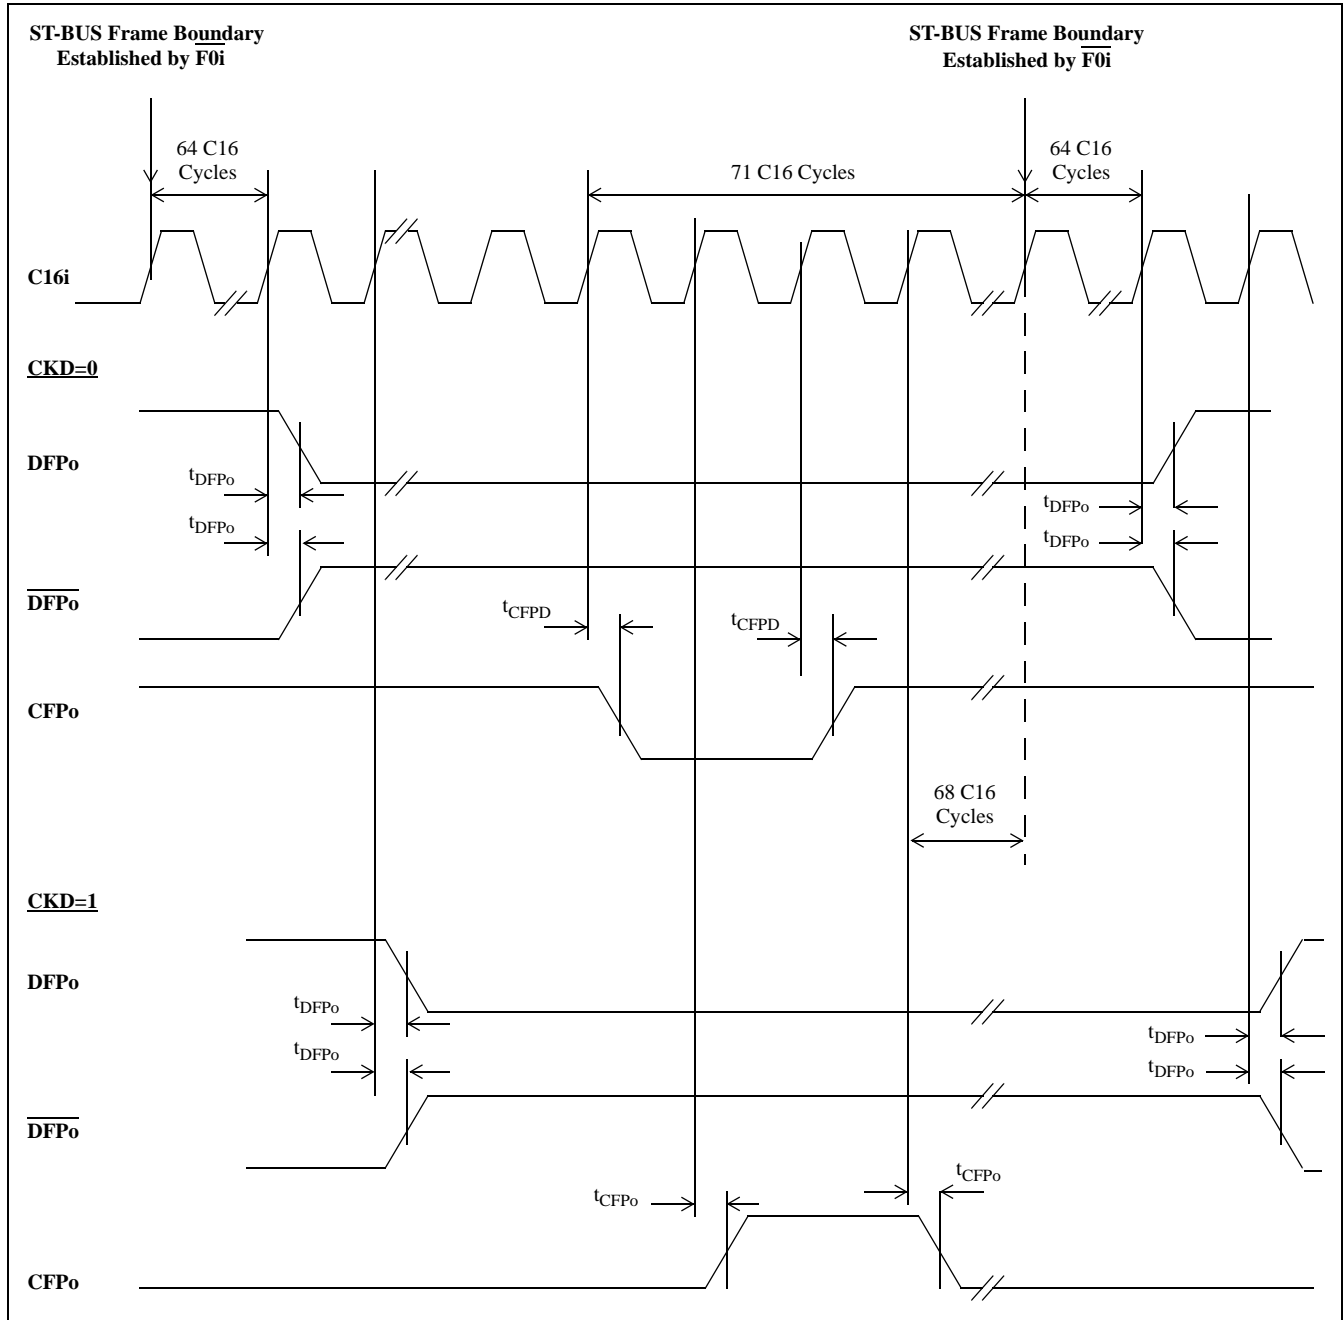 ST-BUS Frame Boundary
Established by F0i
ST-BUS Frame Boundary
Established by F0i
64 C16
Cycles
71 C16 Cycles
64 C16
Cycles
C16i
CKD=0
DFPo
tDFPo
tDFPo
tDFPo
tDFPo
DFPo
tCFPD
tCFPD
CFPo
68 C16
Cycles
CKD=1
DFPo
tDFPo
tDFPo
tDFPo
tDFPo
DFPo
tCFPo
tCFPo
CFPo